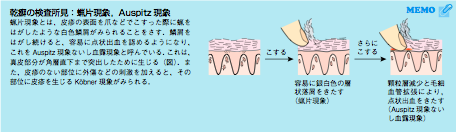 MEMO
乾癬の検査所見：蝋片現象，Auspitz 現象
蝋片現象とは，皮疹の表面を爪などでこすった際に蝋を
はがしたような白色鱗屑がみられることをさす．鱗屑を
はがし続けると，容易に点状出血を認めるようになり，
これを Auspitz 現象ないし血露現象と呼んでいる．これは，
真皮部分が角層直下まで突出したために生じる（図）．ま
た，皮疹のない部位に外傷などの刺激を加えると，その
部位に皮疹を生じる Köbner 現象がみられる．
こする
さらに
こする
容易に銀白色の層
状落屑をきたす
（蝋片現象）
顆粒層減少と毛細
血管拡張により，
点状出血をきたす
（Auspitz 現象ない
し血露現象）